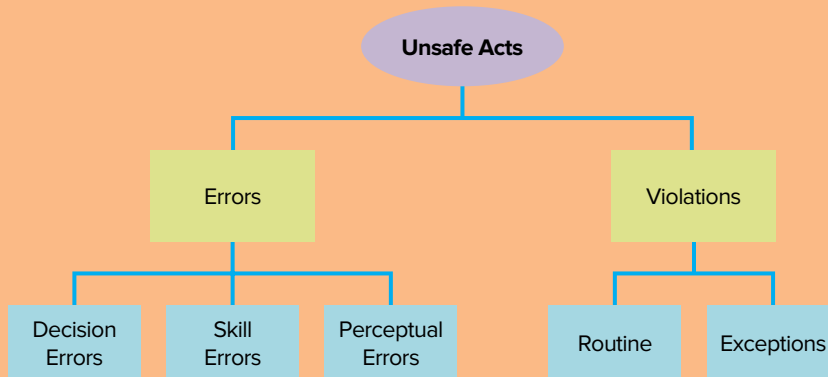 Unsafe Acts
Errors
Violations
Decision
Errors
Skill
Errors
Perceptual
Errors
Routine
Exceptions